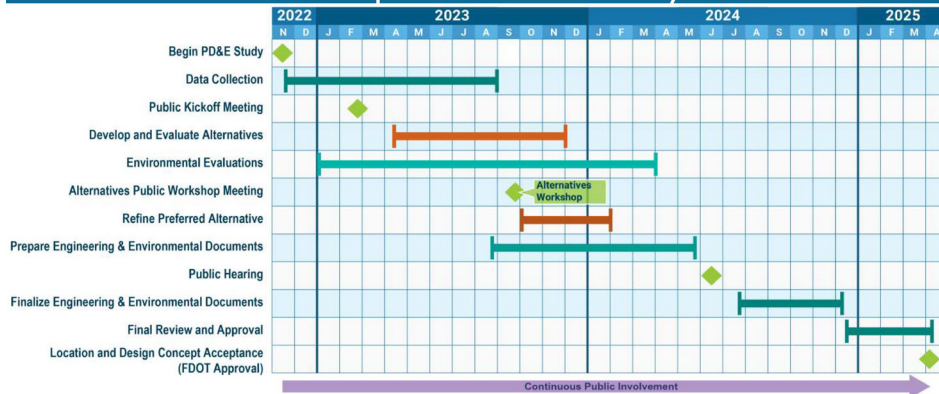 2022 2023 2024 2025
N D J F M A M J J A S O N D J F M A M J J A S O N D J F M A
Begin PD&E Study
Data Collection
Public Kickoff Meeting
Develop and Evaluate Alternatives
Environmental Evaluations
Alternatives Public Workshop Meeting
Alternatives
Workshop
Refine Preferred Alternative
Prepare Engineering & Environmental Documents
Public Hearing
Finalize Engineering & Environmental Documents
Final Review and Approval
Location and Design Concept Acceptance
(FDOT Approval)
Continuous Public Involvement